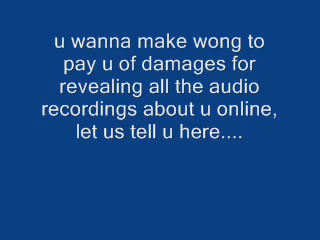 u wanna make wong to
pay u of damages for
revealing all the audio
recordings about u online,
let us tell u here....